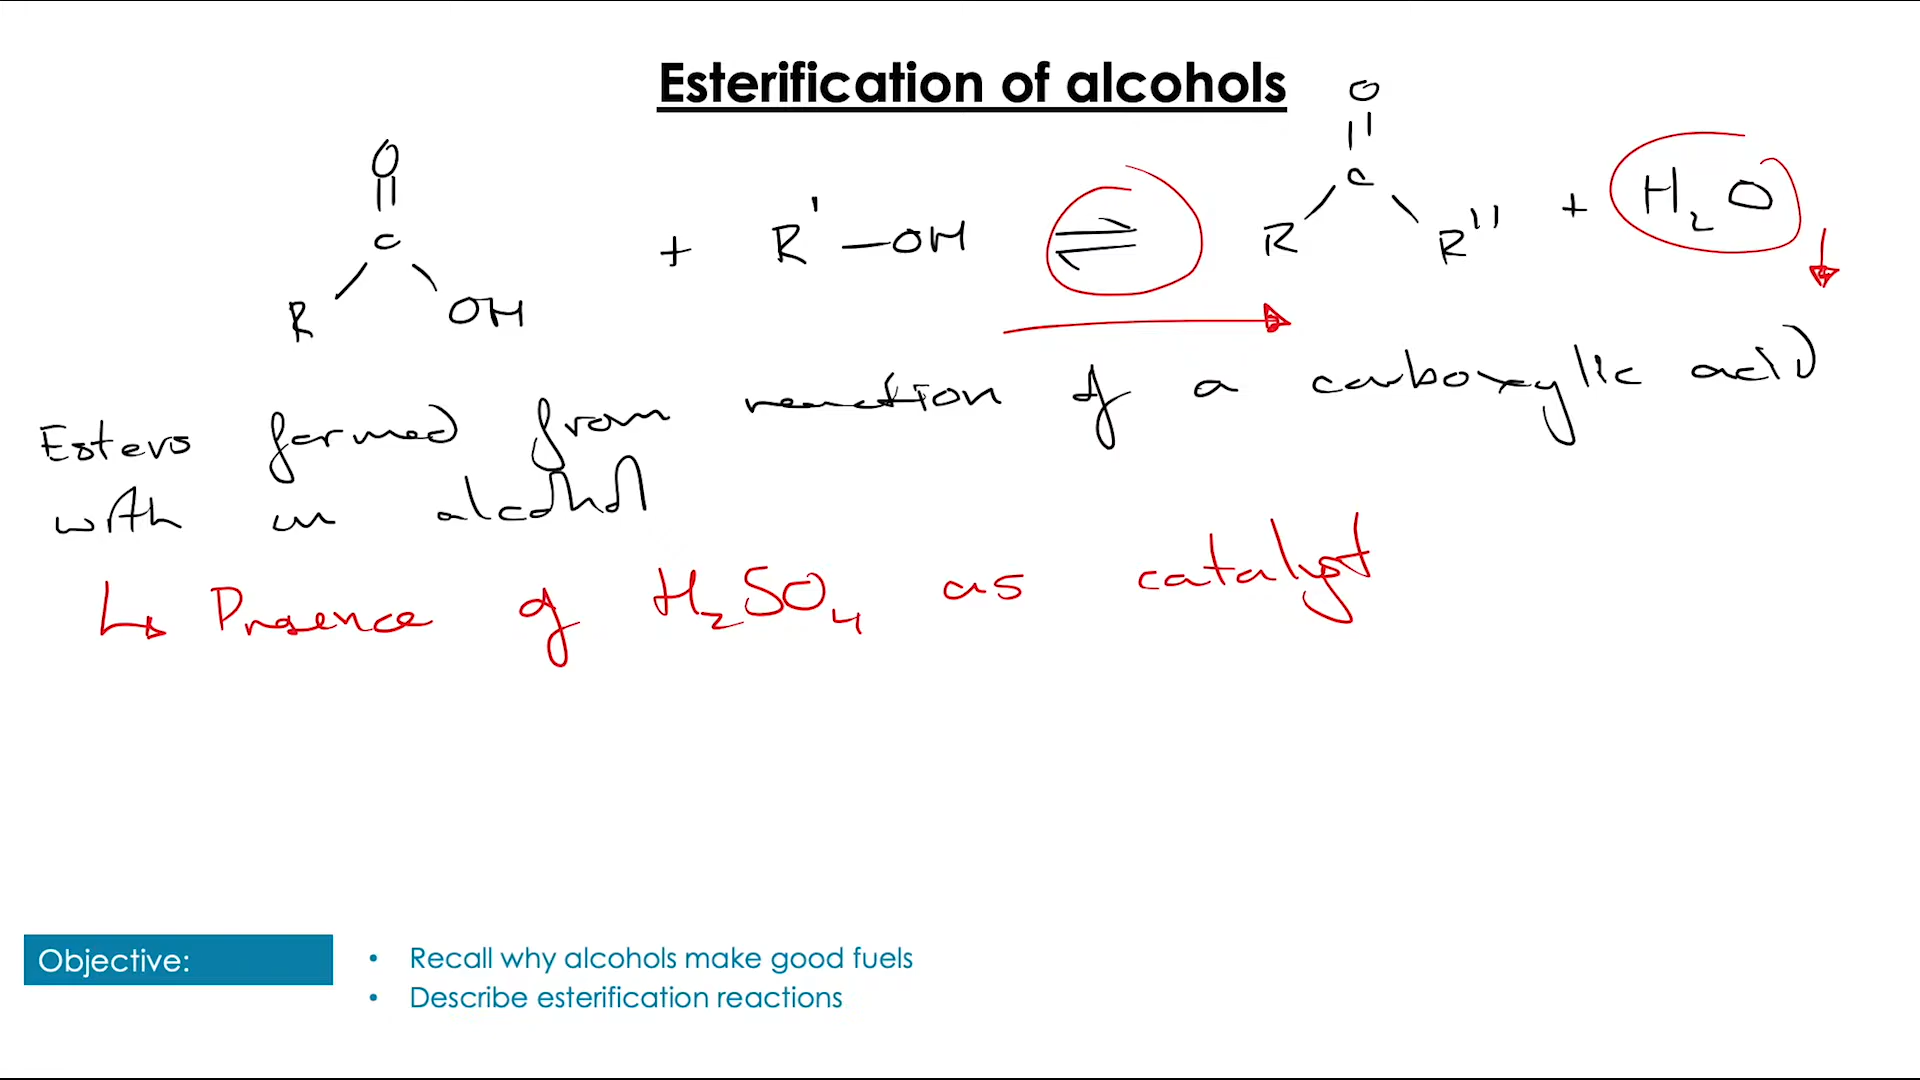 Esterification of alcohols
O
||
C
R OH + R' —OH ⇌ O || C R R'' + H₂O
Esters formed from reaction of a carboxylic acid
with an alcohol
↳ Presence of H₂SO₄ as catalyst
Objective:
• Recall why alcohols make good fuels
• Describe esterification reactions